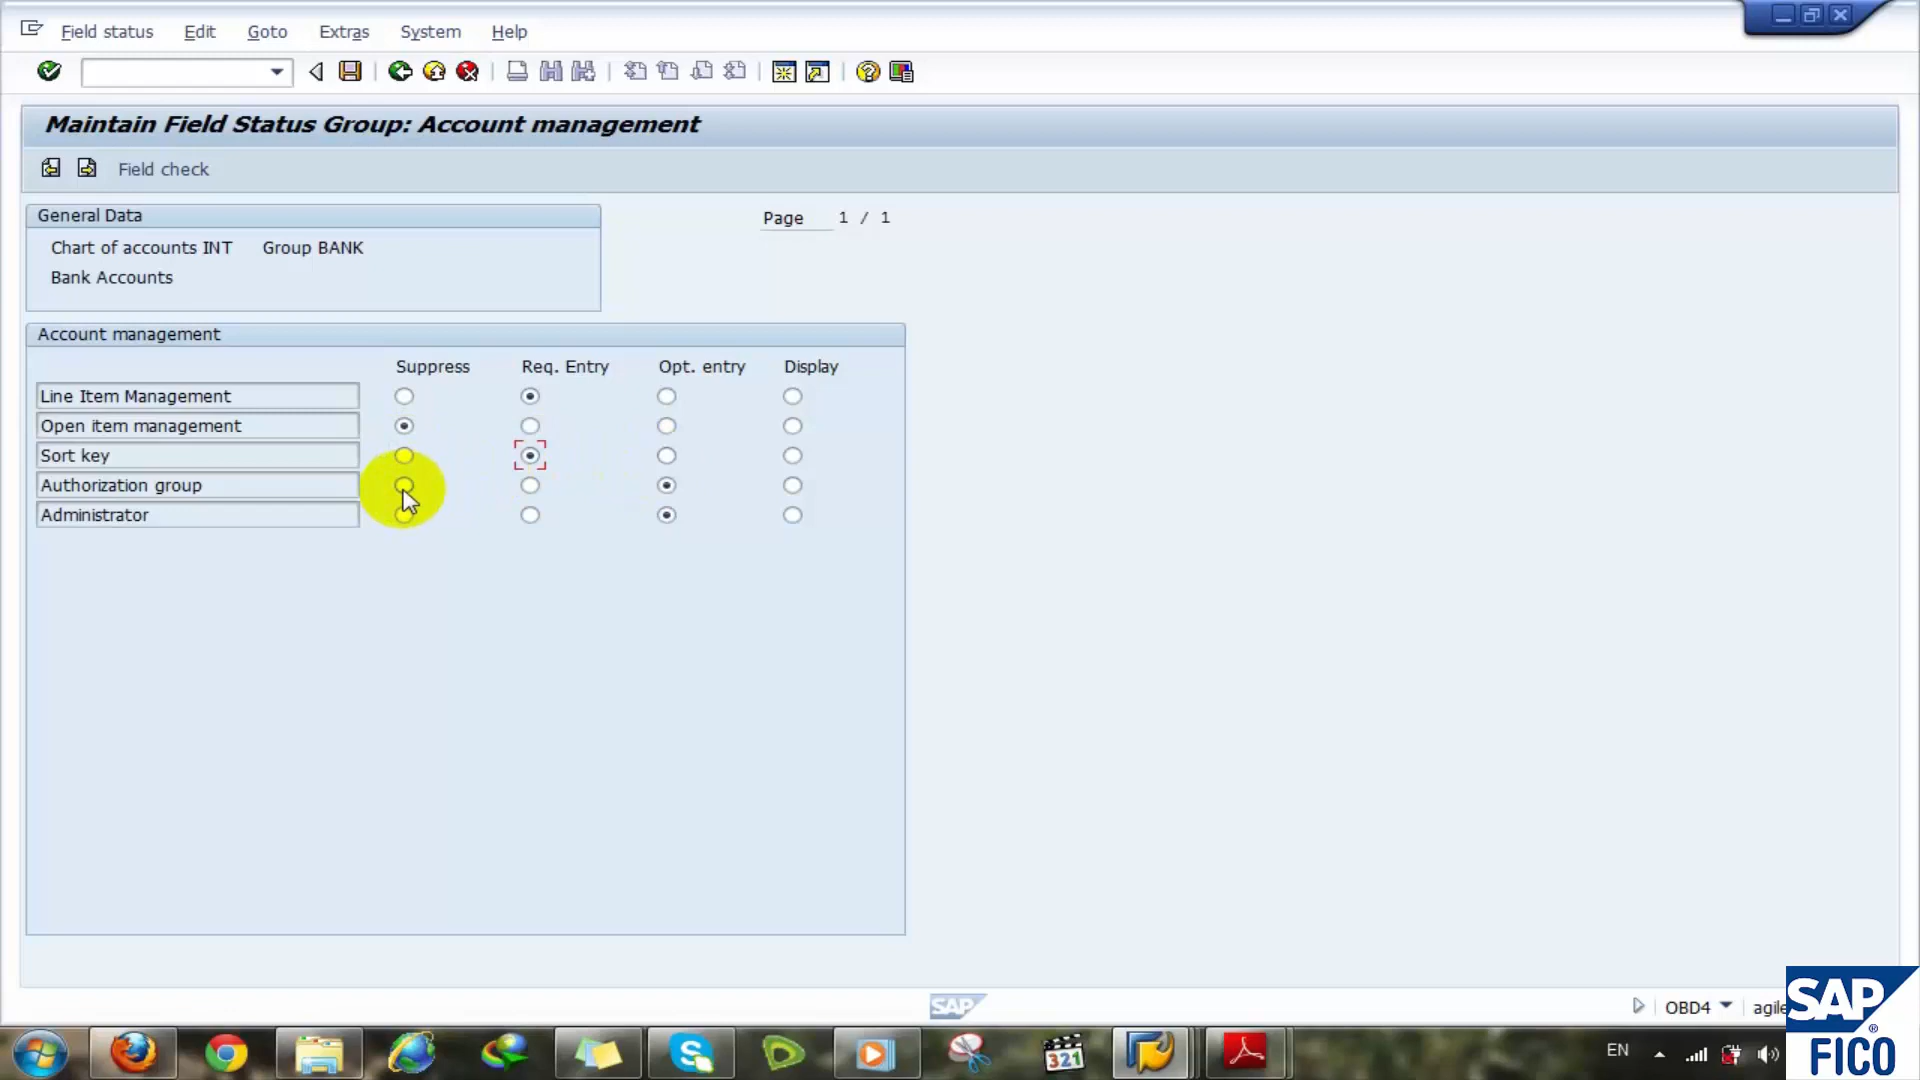 Field status Edit Goto Extras System Help
Maintain Field Status Group: Account management
Field check
General Data
Page 1 / 1
Chart of accounts INT Group BANK
Bank Accounts
Account management
Suppress Req. Entry Opt. entry Display
Line Item Management
Open item management
Sort key
Authorization group
Administrator
SAP
OBD4 agile
SAP ®
FICO
321
EN